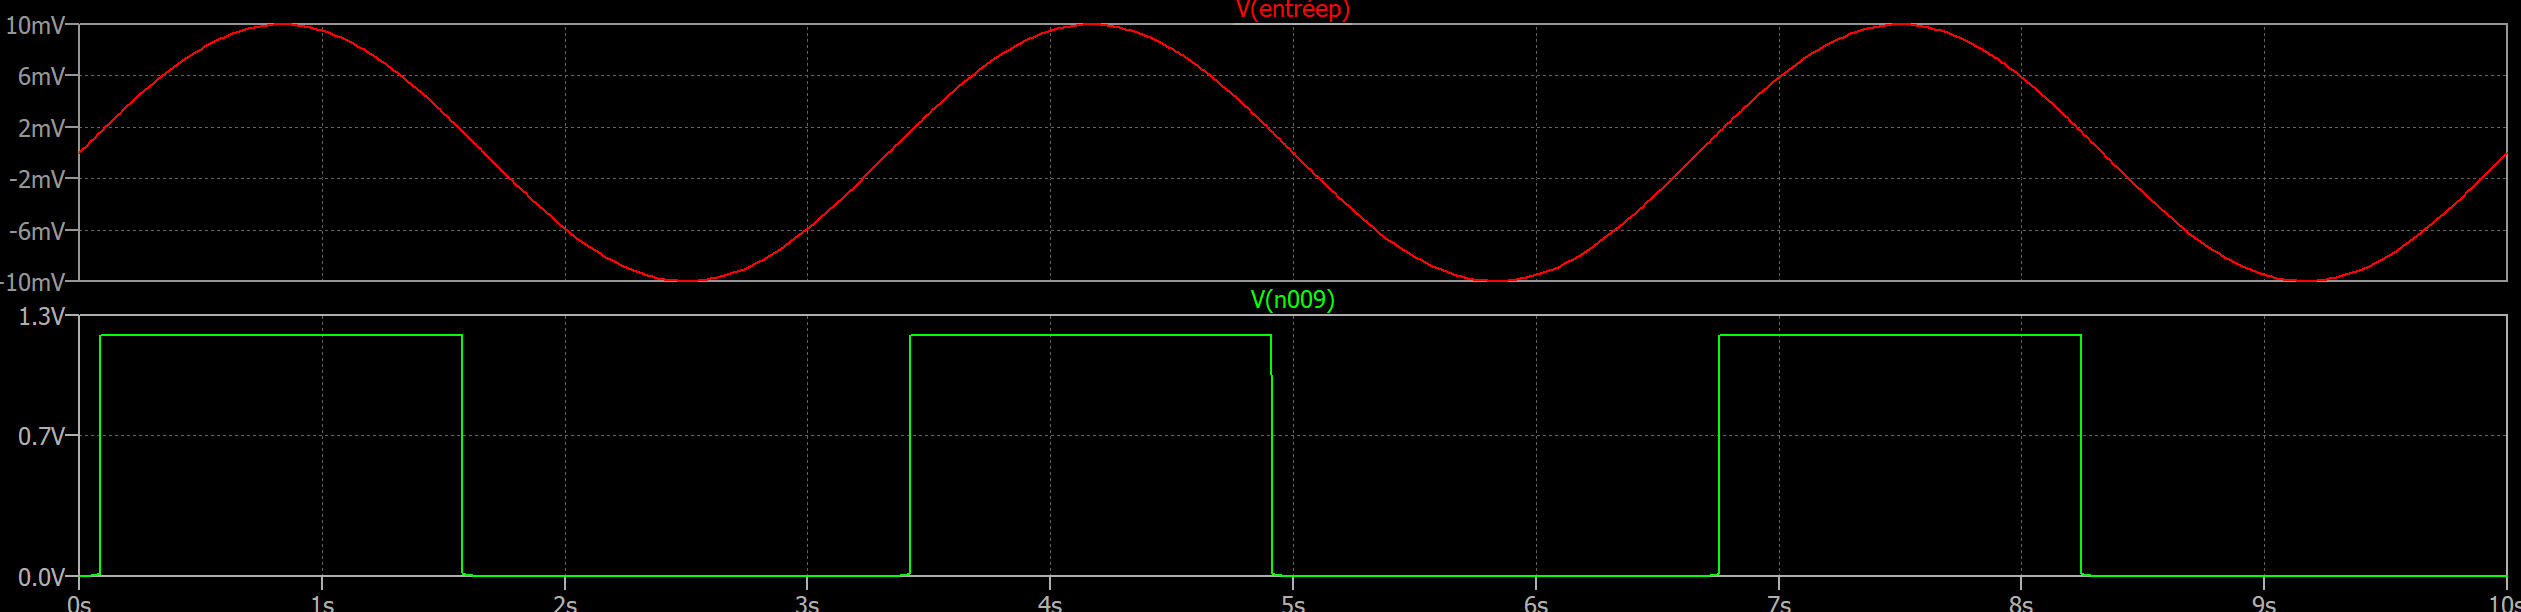 V(entréep)
10mV
6mV
2mV
-2mV
-6mV
-10mV
V(n009)
1.3V
0.7V
0.0V
0s 1s 2s 3s 4s 5s 6s 7s 8s 9s 10s